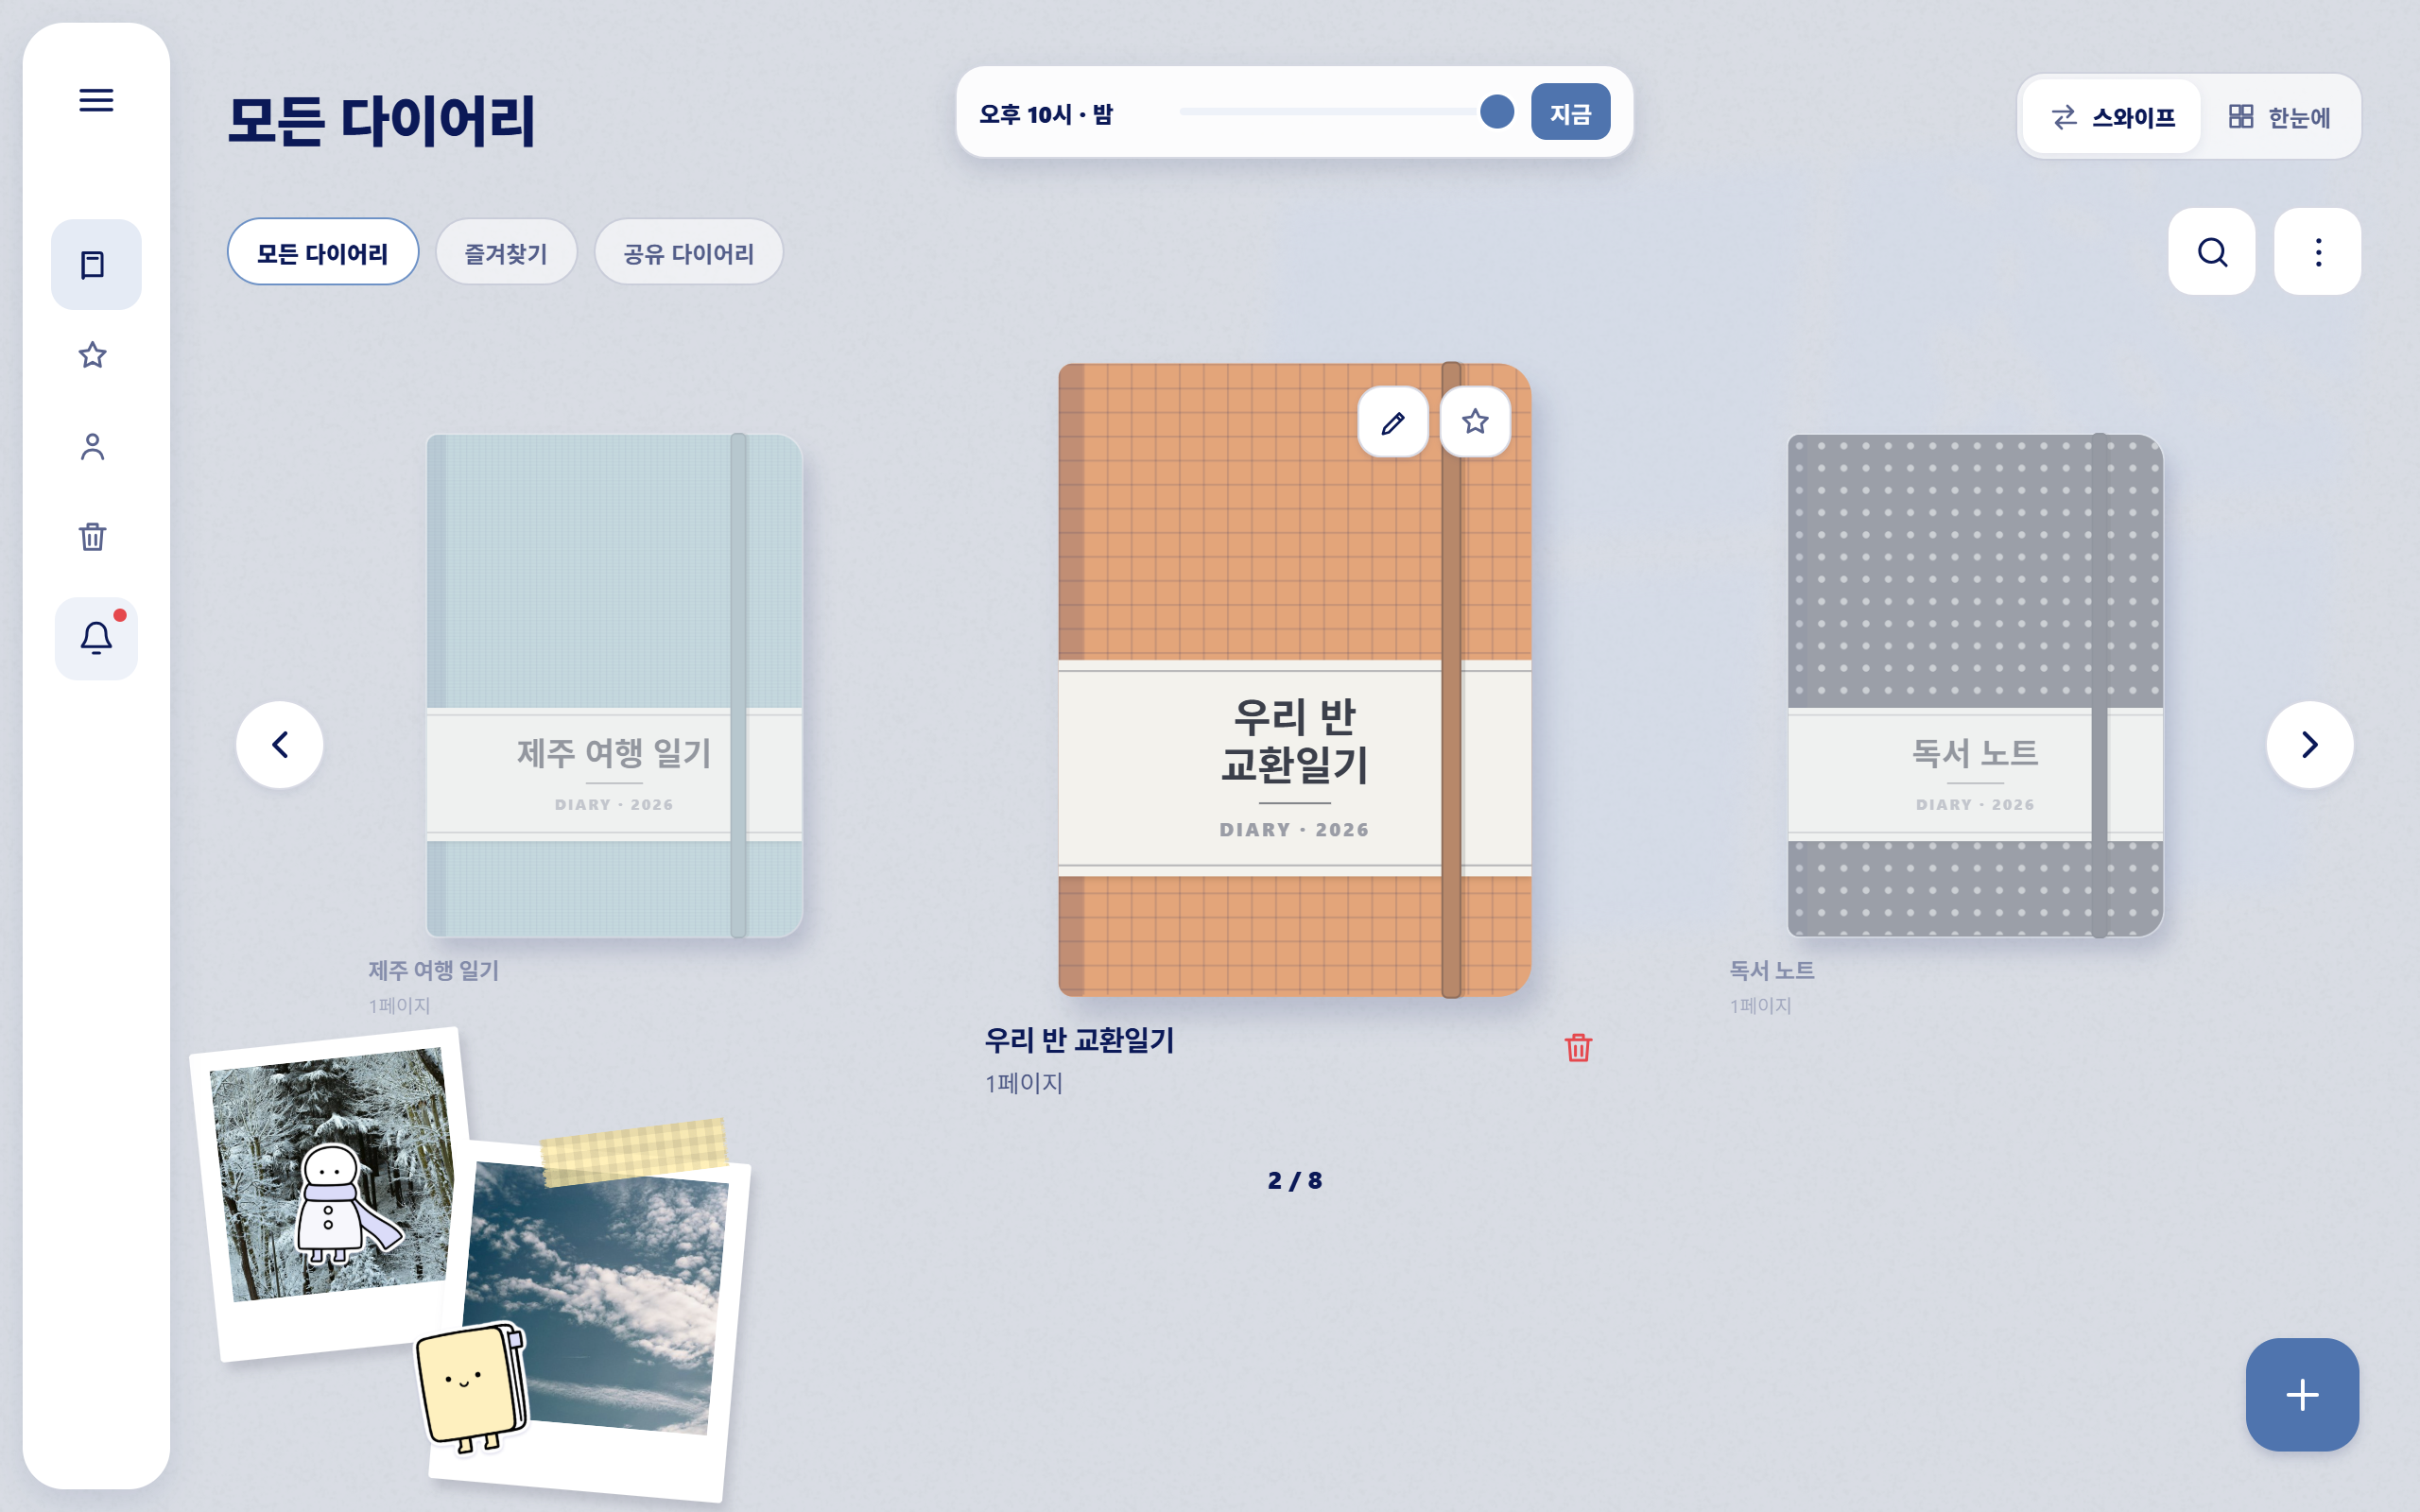 모든 다이어리
오후 10시 · 밤
지금
스와이프
한눈에
모든 다이어리
즐겨찾기
공유 다이어리
제주 여행 일기
DIARY · 2026
제주 여행 일기
1페이지
우리 반
교환일기
DIARY · 2026
우리 반 교환일기
1페이지
독서 노트
DIARY · 2026
독서 노트
1페이지
2 / 8